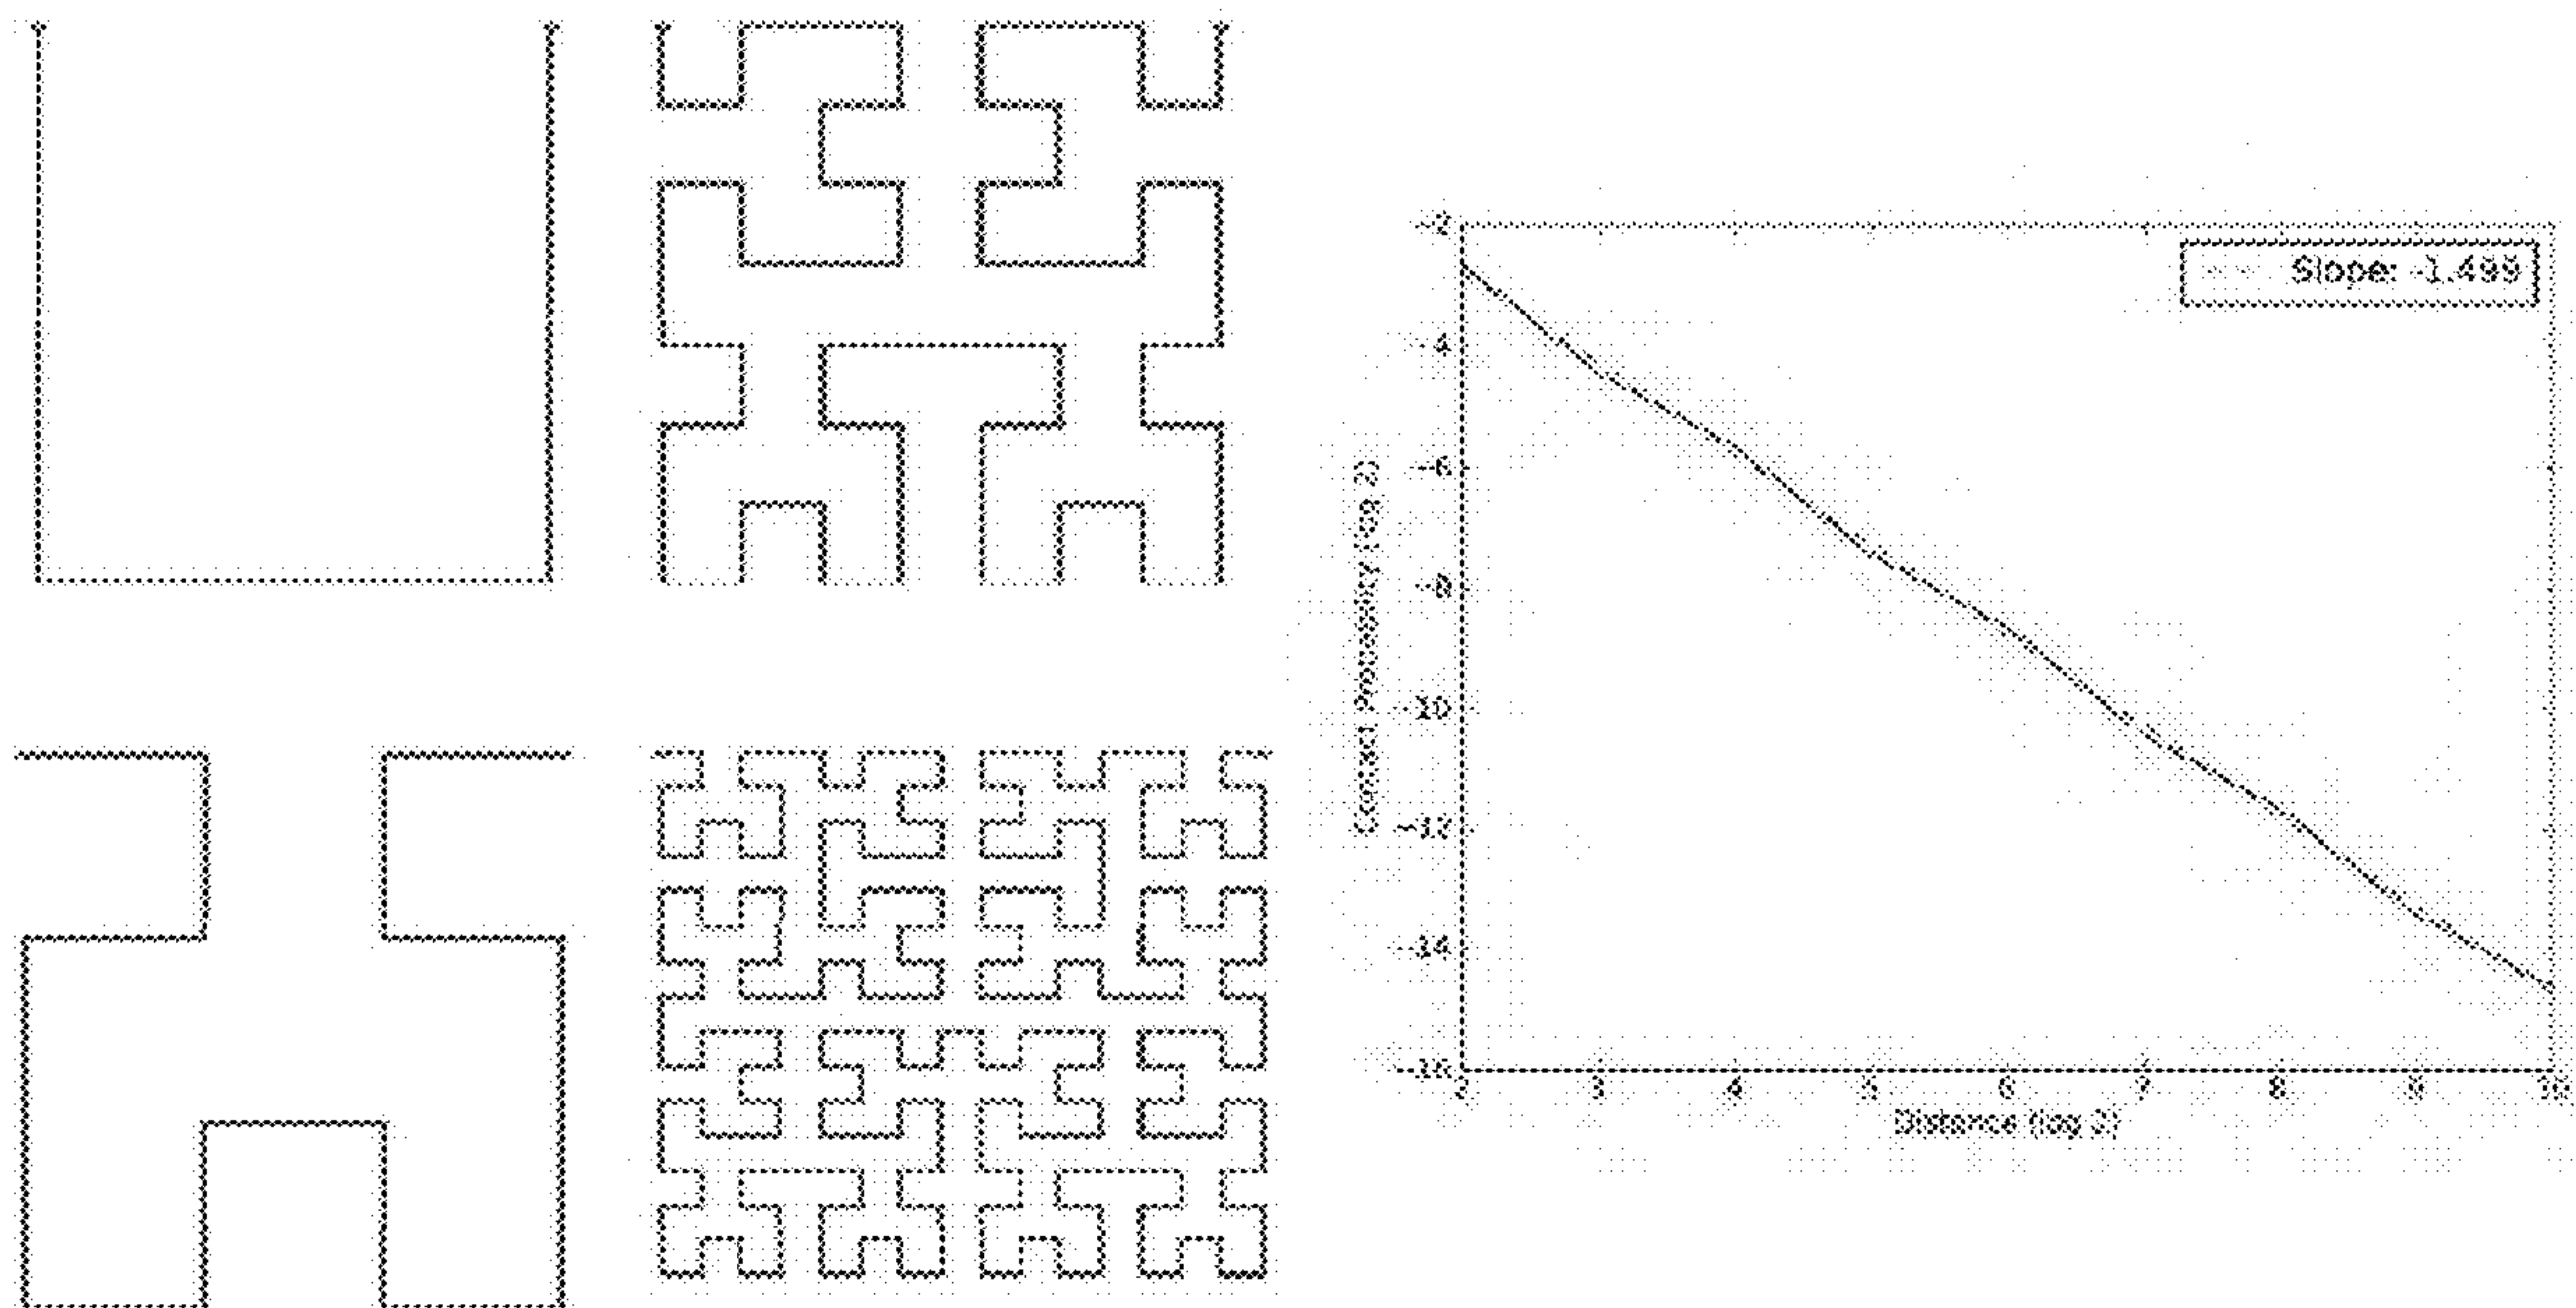 Slope: -1.499
-2
-4
-6
-8
-10
-12
-14
-16
Contact Probability (log 2)
2 3 4 5 6 7 8 9 10
Distance (log 2)